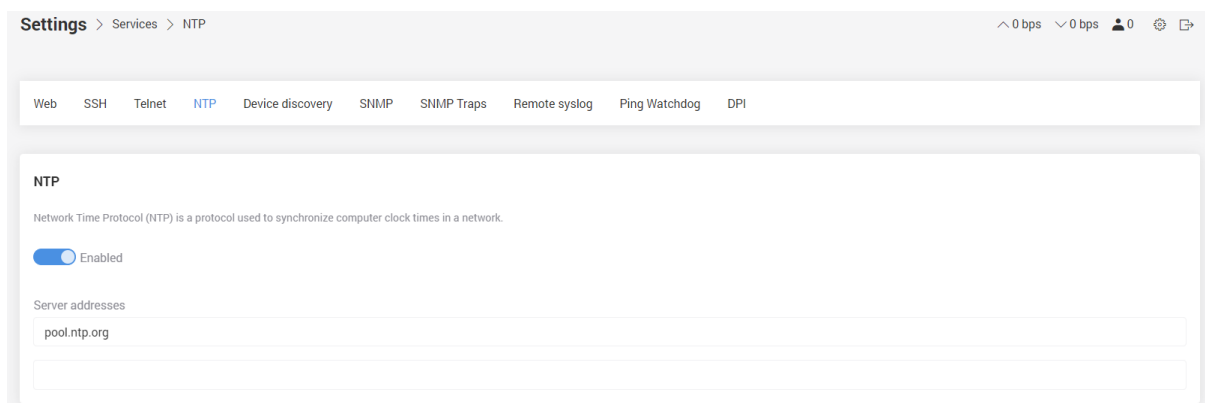 Settings > Services > NTP
0 bps 0 bps 0
Web SSH Telnet NTP Device discovery SNMP SNMP Traps Remote syslog Ping Watchdog DPI
NTP
Network Time Protocol (NTP) is a protocol used to synchronize computer clock times in a network.
Enabled
Server addresses
pool.ntp.org